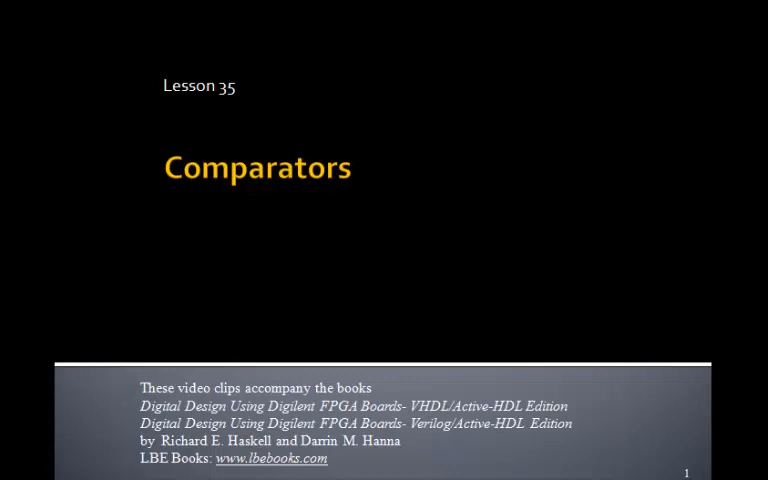 Lesson 35
Comparators
These video clips accompany the books
Digital Design Using Digilent FPGA Boards- VHDL/Active-HDL Edition
Digital Design Using Digilent FPGA Boards- Verilog/Active-HDL Edition
by Richard E. Haskell and Darrin M. Hanna
LBE Books: www.lbebooks.com
1